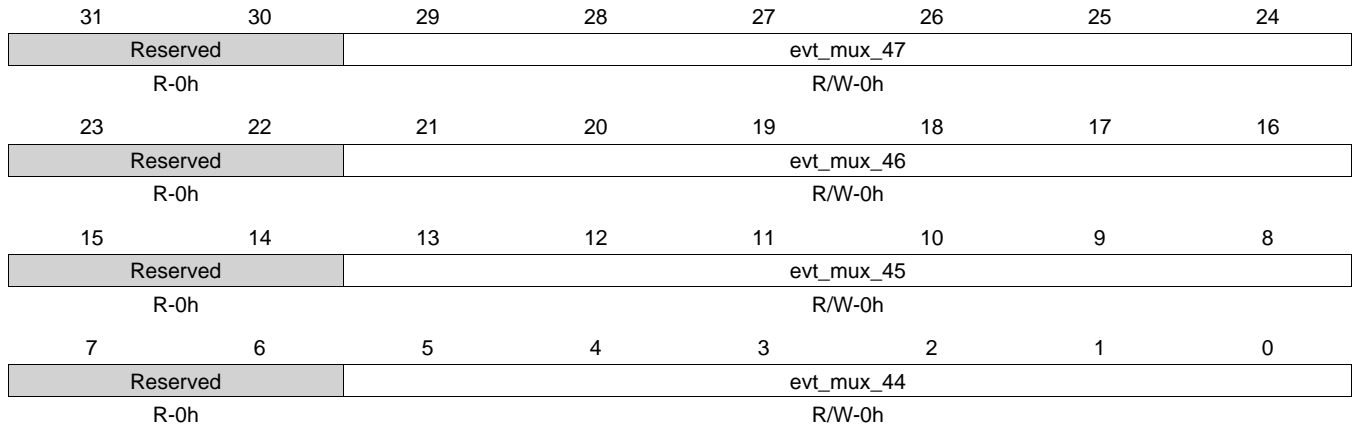 31 30 29 28 27 26 25 24
Reserved evt_mux_47
R-0h R/W-0h
23 22 21 20 19 18 17 16
Reserved evt_mux_46
R-0h R/W-0h
15 14 13 12 11 10 9 8
Reserved evt_mux_45
R-0h R/W-0h
7 6 5 4 3 2 1 0
Reserved evt_mux_44
R-0h R/W-0h